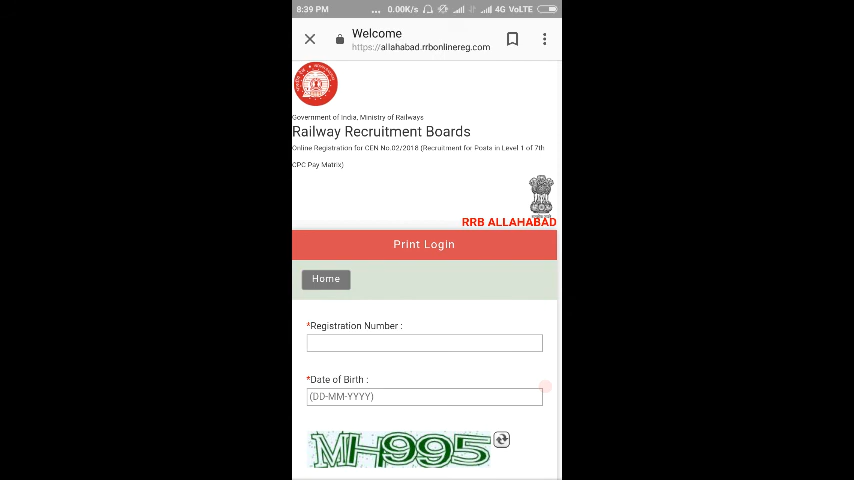 8:39 PM ... 0.00K/s 4G VoLTE
Welcome
https://allahabad.rrbonlinereg.com
Government of India, Ministry of Railways
Railway Recruitment Boards
Online Registration for CEN No.02/2018 (Recruitment for Posts in Level 1 of 7th
CPC Pay Matrix)
RRB ALLAHABAD
Print Login
Home
*Registration Number :
*Date of Birth :
(DD-MM-YYYY)
MH995